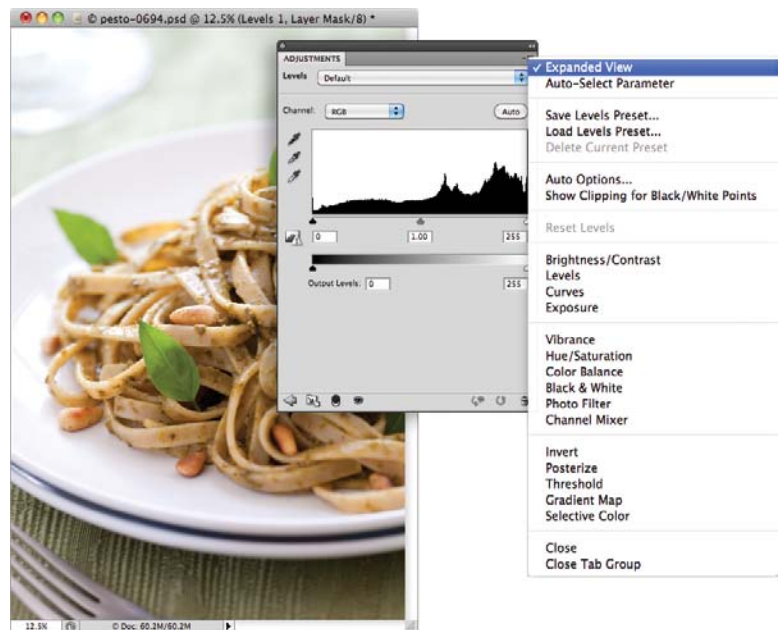 © pesto-0694.psd @ 12.5% (Levels 1, Layer Mask/8) *
ADJUSTMENTS
Levels Default
Channel: RGB Auto
0 1.00 255
Output Levels: 0 255
12.5% © Doc: 60.2M/60.2M
✓ Expanded View
Auto-Select Parameter
Save Levels Preset...
Load Levels Preset...
Delete Current Preset
Auto Options...
Show Clipping for Black/White Points
Reset Levels
Brightness/Contrast
Levels
Curves
Exposure
Vibrance
Hue/Saturation
Color Balance
Black & White
Photo Filter
Channel Mixer
Invert
Posterize
Threshold
Gradient Map
Selective Color
Close
Close Tab Group